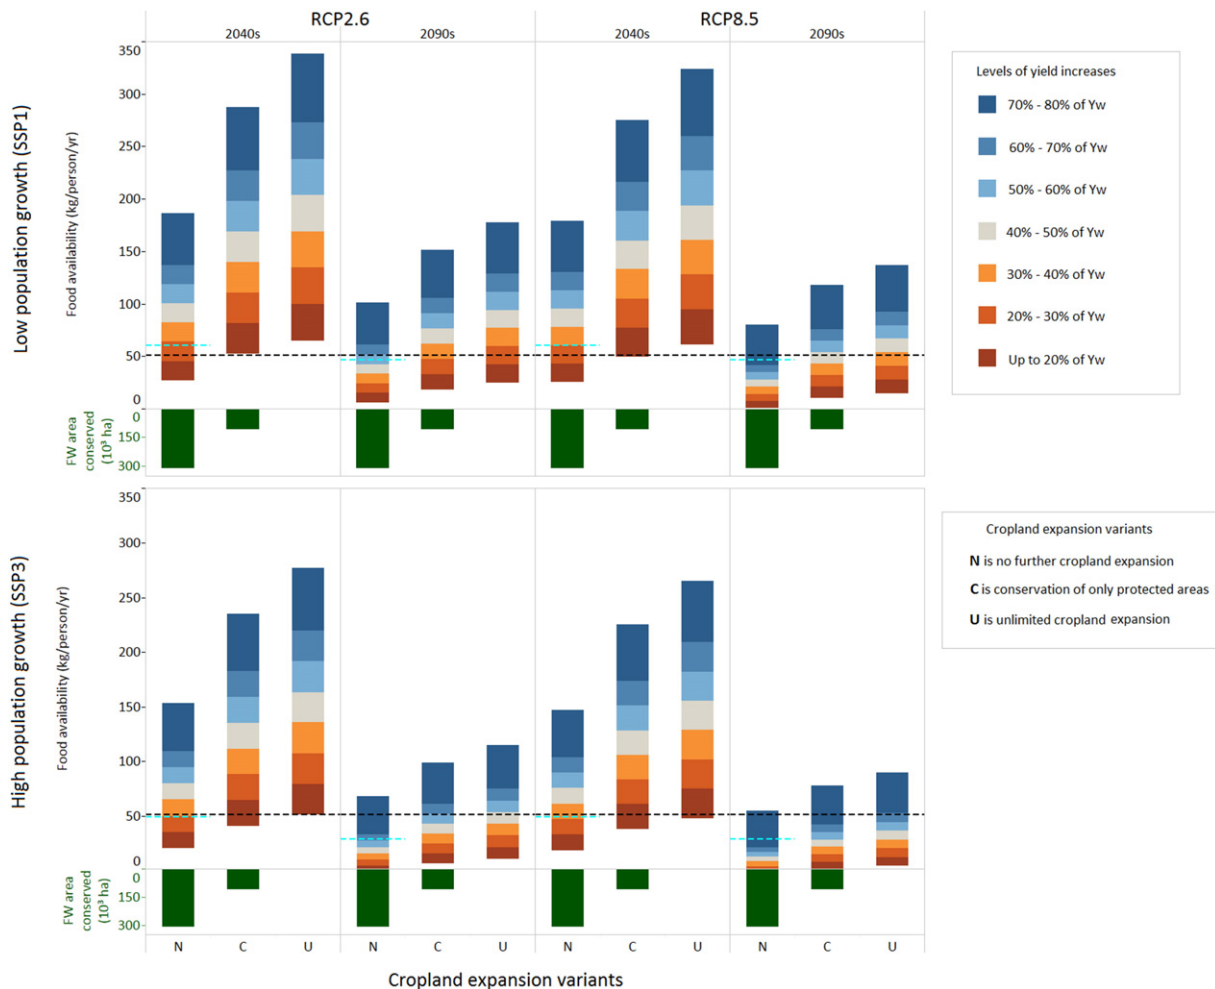 RCP2.6
RCP8.5
2040s
2090s
2040s
2090s
Low population growth (SSP1)
Food availability (kg/person/yr)
350
300
250
200
150
100
50
0
FW area
conserved
(10³ ha)
0
150
300
Levels of yield increases
70% - 80% of Yw
60% - 70% of Yw
50% - 60% of Yw
40% - 50% of Yw
30% - 40% of Yw
20% - 30% of Yw
Up to 20% of Yw
High population growth (SSP3)
Food availability (kg/person/yr)
350
300
250
200
150
100
50
0
FW area
conserved
(10³ ha)
0
150
300
Cropland expansion variants
N is no further cropland expansion
C is conservation of only protected areas
U is unlimited cropland expansion
N C U N C U N C U N C U
Cropland expansion variants